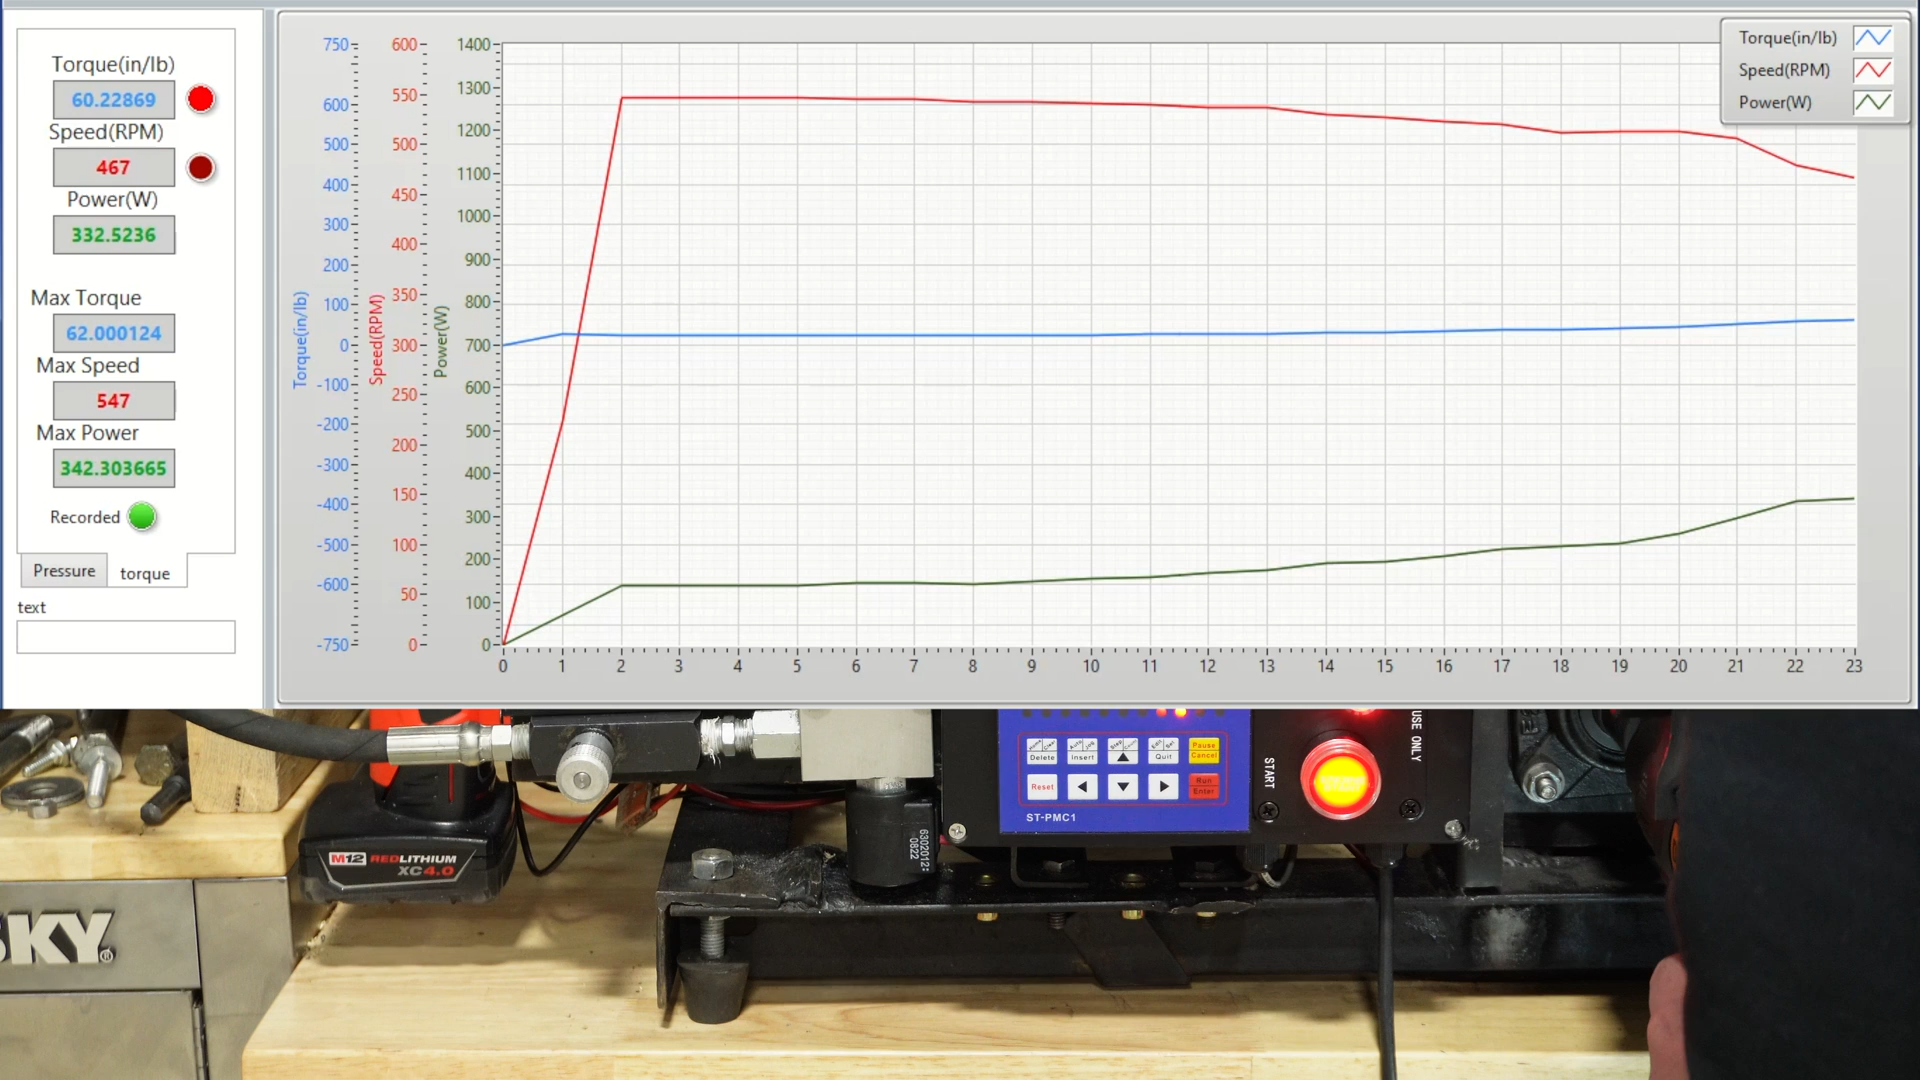 Torque(in/lb)
60.22869
Speed(RPM)
467
Power(W)
332.5236
Max Torque
62.000124
Max Speed
547
Max Power
342.303665
Recorded
Pressure
torque
text
Torque(in/lb)
750
600
500
400
300
200
100
0
-100
-200
-300
-400
-500
-600
-750
Speed(RPM)
600
550
500
450
400
350
300
250
200
150
100
50
0
Power(W)
1400
1300
1200
1100
1000
900
800
700
600
500
400
300
200
100
0
0 1 2 3 4 5 6 7 8 9 10 11 12 13 14 15 16 17 18 19 20 21 22 23
Torque(in/lb)
Speed(RPM)
Power(W)
M12 REDLITHIUM
XC4.0
SKY®
63020121
0822
Delete
Insert
Quit
Pause
Cancel
Reset
Run
Enter
ST-PMC1
START
USE ONLY